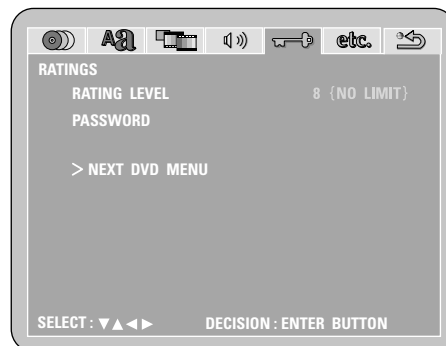 Aa etc.
RATINGS
RATING LEVEL 8 {NO LIMIT}
PASSWORD
> NEXT DVD MENU
SELECT : ▼▲◄► DECISION : ENTER BUTTON